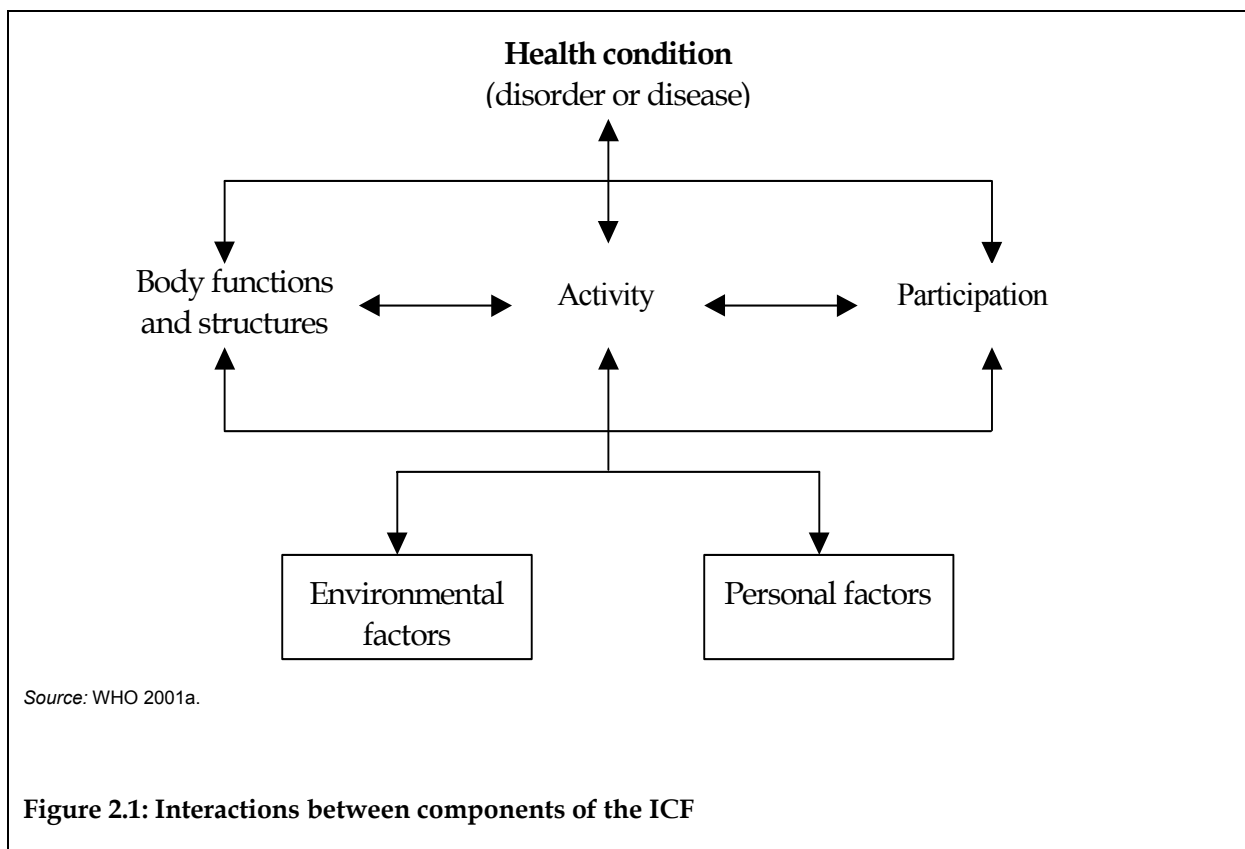 Health condition
(disorder or disease)
Body functions
and structures
Activity
Participation
Environmental
factors
Personal factors
Source: WHO 2001a.
Figure 2.1: Interactions between components of the ICF